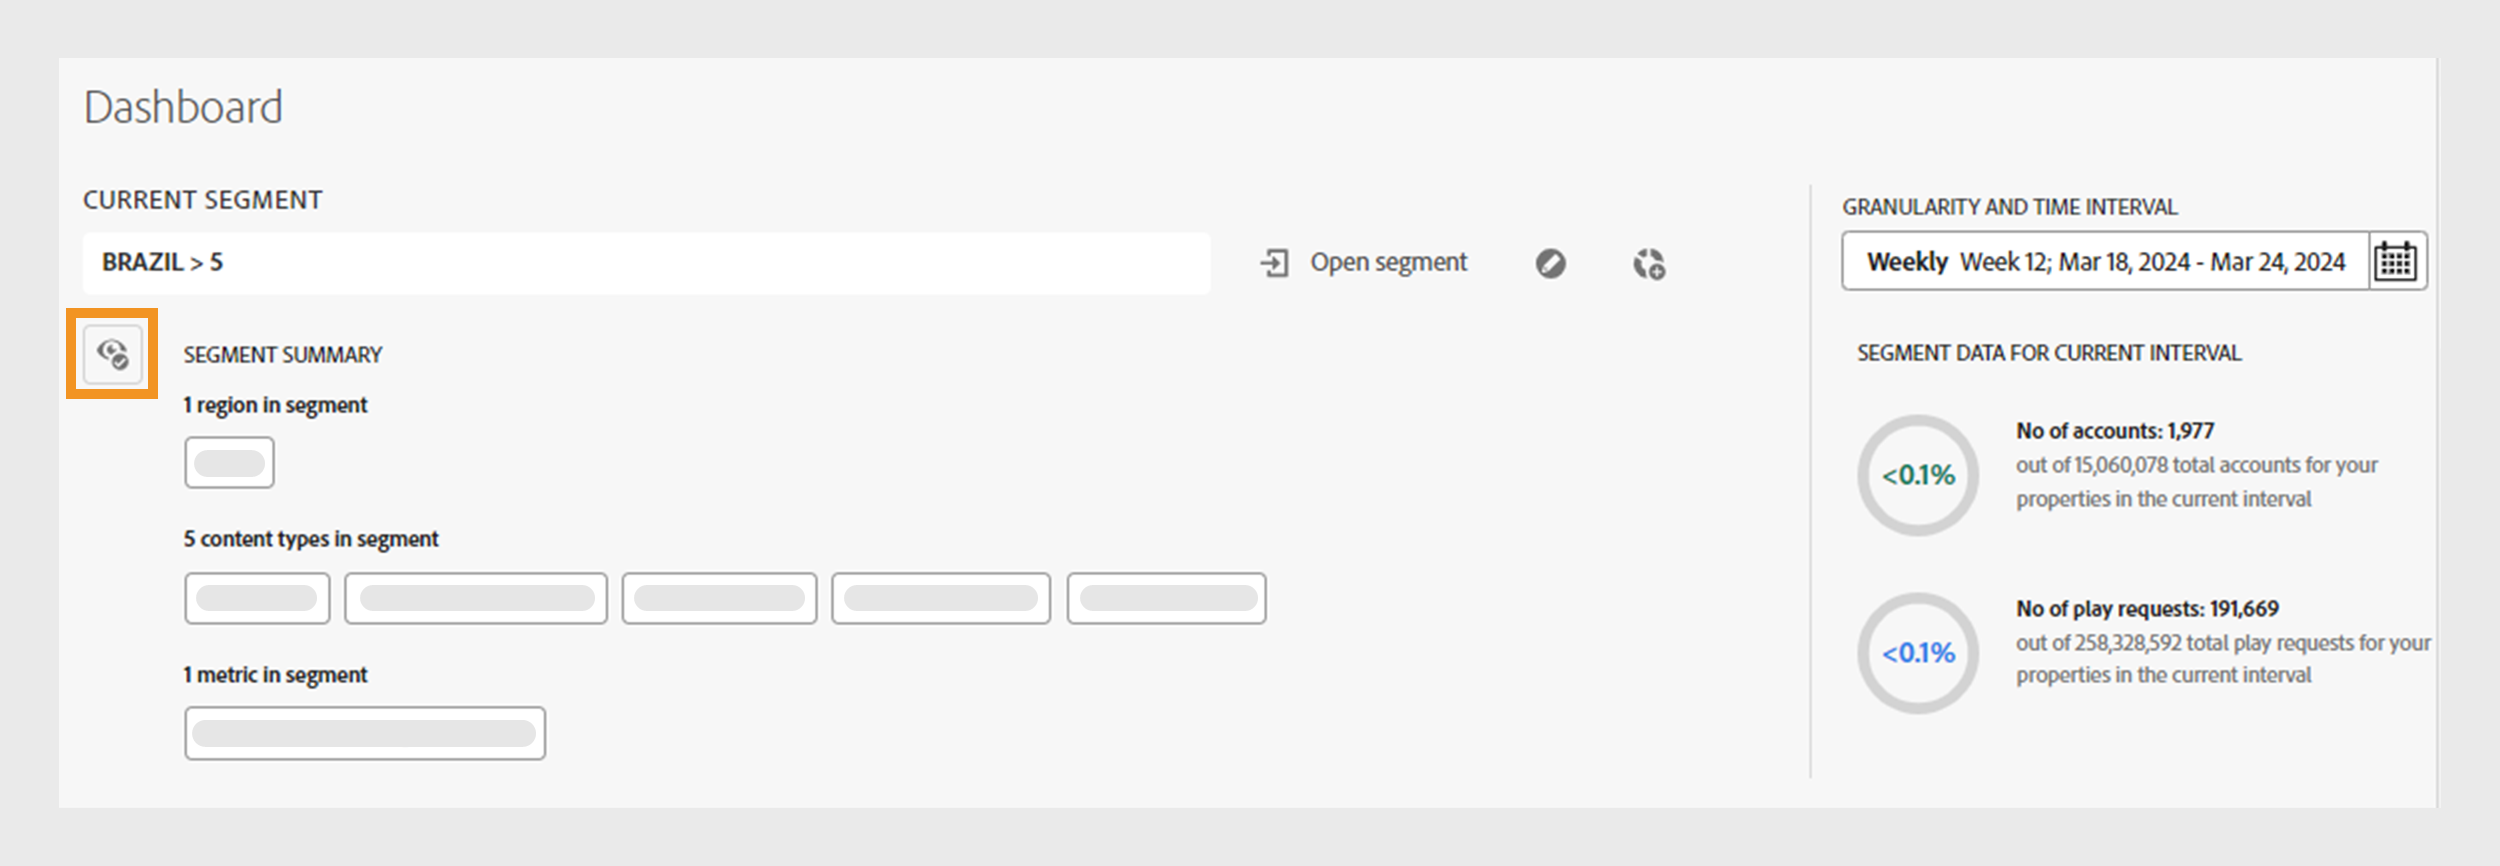 Dashboard
CURRENT SEGMENT
BRAZIL > 5
Open segment
SEGMENT SUMMARY
1 region in segment
5 content types in segment
1 metric in segment
GRANULARITY AND TIME INTERVAL
Weekly Week 12; Mar 18, 2024 - Mar 24, 2024
SEGMENT DATA FOR CURRENT INTERVAL
<0.1%
No of accounts: 1,977
out of 15,060,078 total accounts for your
properties in the current interval
<0.1%
No of play requests: 191,669
out of 258,328,592 total play requests for your
properties in the current interval